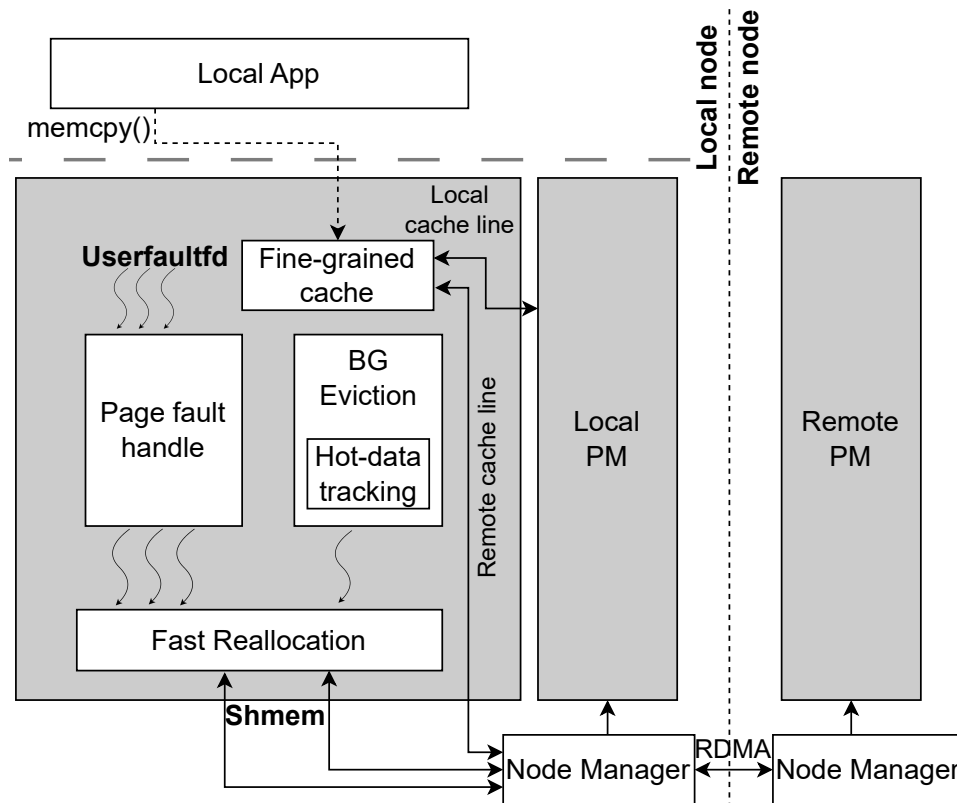 Local App
memcpy()
Local node
Remote node
Local
cache line
Userfaultfd
Fine-grained
cache
BG
Eviction
Hot-data
tracking
Page fault
handle
Remote cache line
Local
PM
Remote
PM
Fast Reallocation
Shmem
RDMA
Node Manager
Node Manager